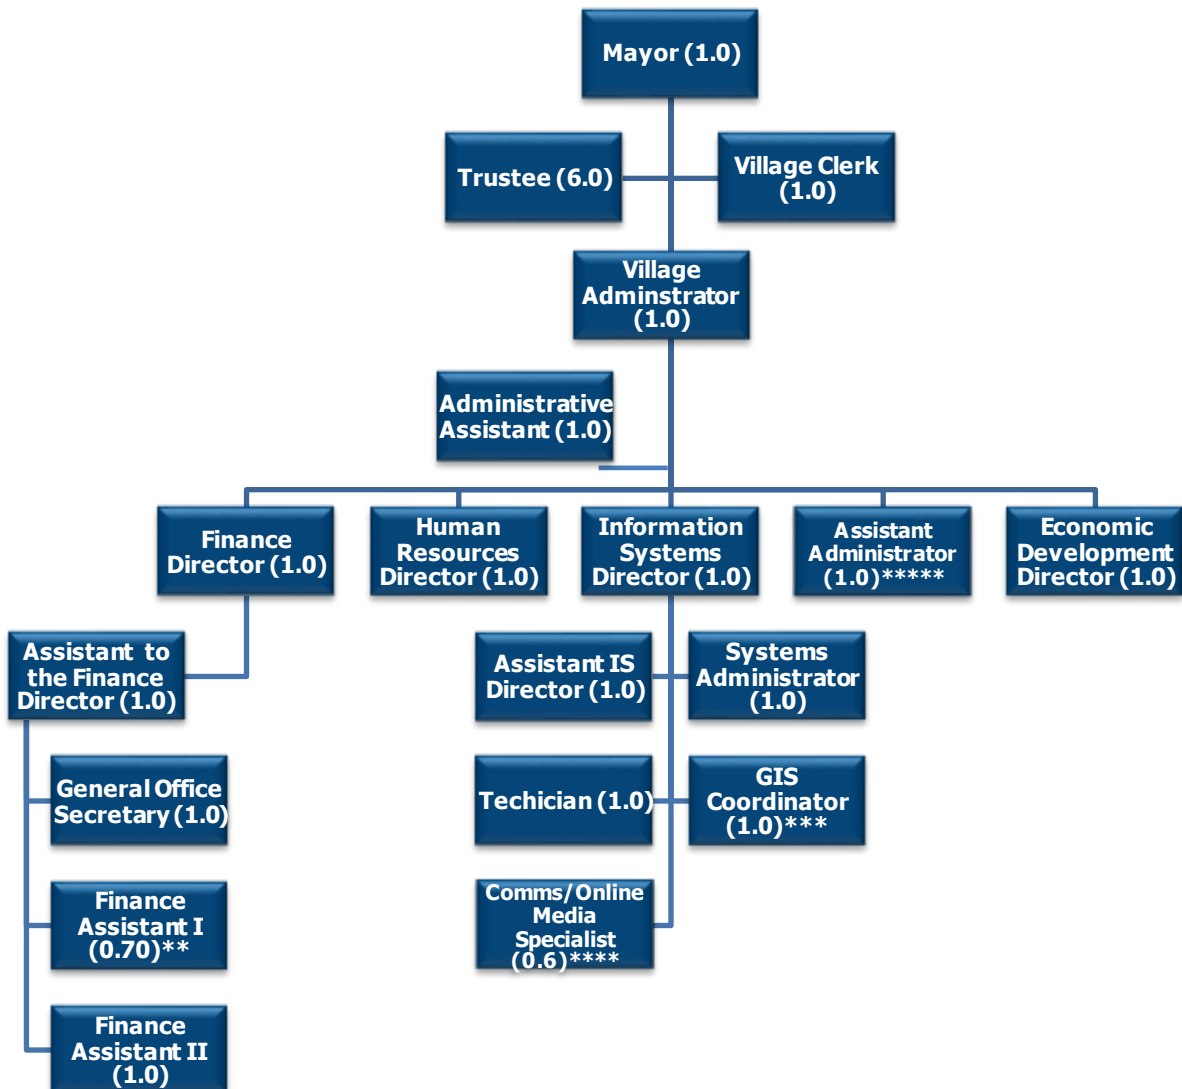 Mayor (1.0)
Trustee (6.0)
Village Clerk
(1.0)
Village
Adminstrator
(1.0)
Administrative
Assistant (1.0)
Finance
Director (1.0)
Human
Resources
Director (1.0)
Information
Systems
Director (1.0)
Assistant
Administrator
(1.0)*****
Economic
Development
Director (1.0)
Assistant to
the Finance
Director (1.0)
Assistant IS
Director (1.0)
Systems
Administrator
(1.0)
General Office
Secretary (1.0)
Techician (1.0)
GIS
Coordinator
(1.0)***
Finance
Assistant I
(0.70)**
Comms/Online
Media
Specialist
(0.6)****
Finance
Assistant II
(1.0)